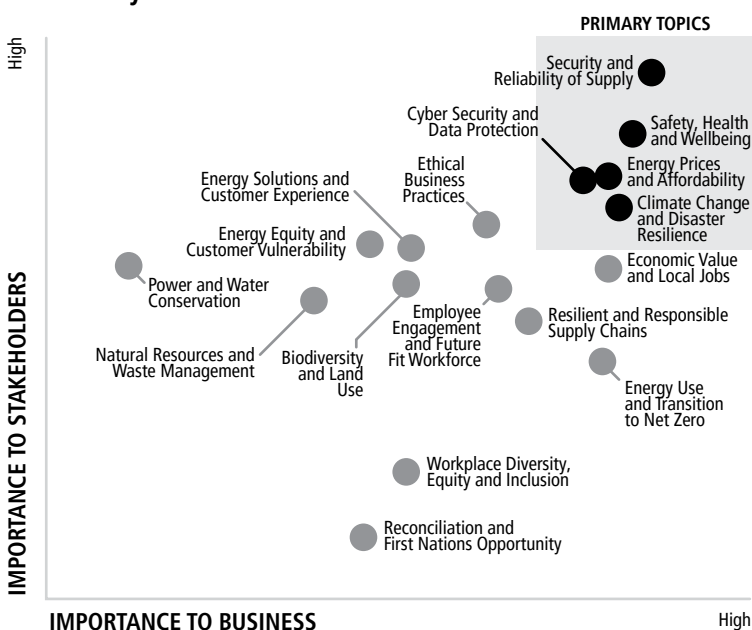 PRIMARY TOPICS
High
Security and
Reliability of Supply
Cyber Security and
Data Protection
Safety, Health
and Wellbeing
Ethical
Business
Practices
Energy Prices
and Affordability
Energy Solutions and
Customer Experience
Climate Change
and Disaster
Resilience
Energy Equity and
Customer Vulnerability
Economic Value
and Local Jobs
Power and Water
Conservation
Employee
Engagement
and Future
Fit Workforce
Resilient and Responsible
Supply Chains
Natural Resources and
Waste Management
Biodiversity
and Land
Use
Energy Use
and Transition
to Net Zero
Workplace Diversity,
Equity and Inclusion
Reconciliation and
First Nations Opportunity
IMPORTANCE TO STAKEHOLDERS
IMPORTANCE TO BUSINESS
High